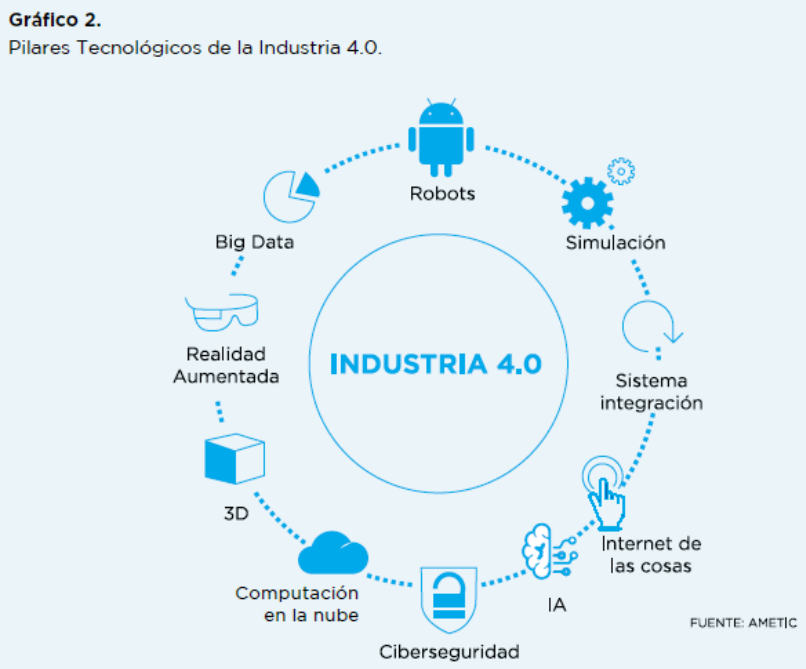 Gráfico 2.
Pilares Tecnológicos de la Industria 4.0.
Robots
Simulación
Sistema
integración
Internet de
las cosas
IA
Ciberseguridad
Computación
en la nube
3D
Realidad
Aumentada
Big Data
INDUSTRIA 4.0
FUENTE: AMETIC